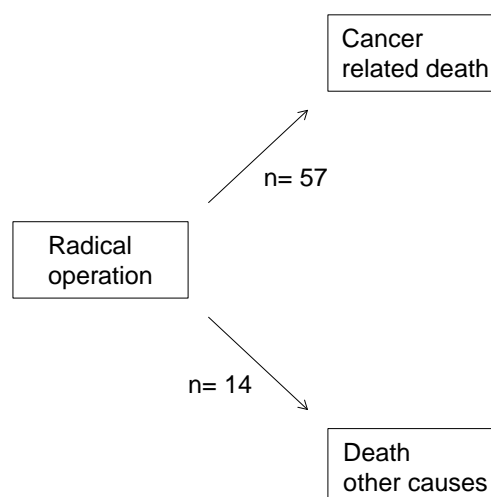 Cancer
related death
n= 57
Radical
operation
n= 14
Death
other causes